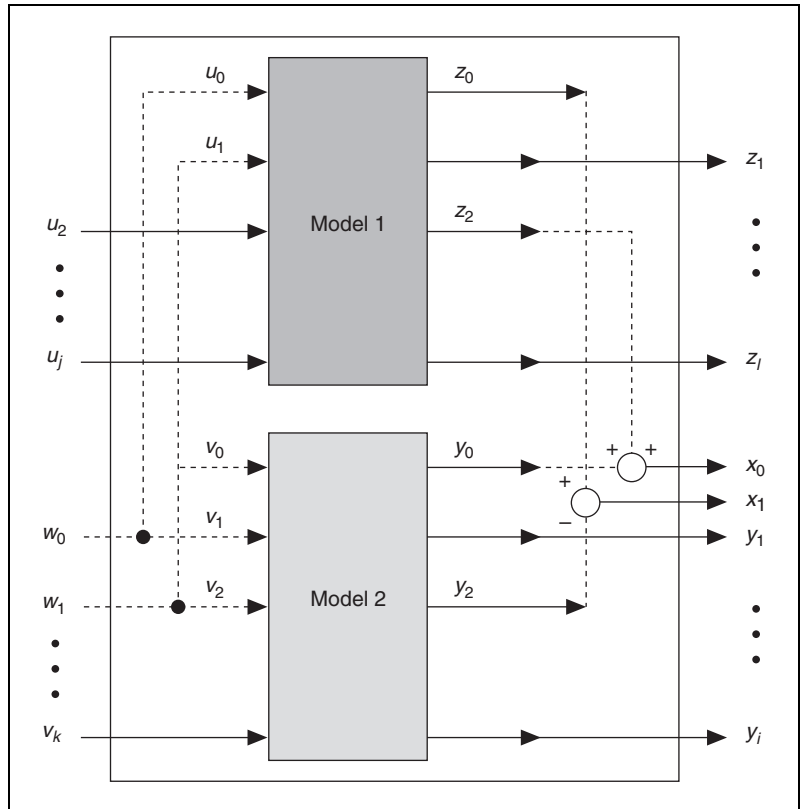 u₀ z₀
u₁ z₁
u₂ Model 1 z₂
uⱼ zₗ
v₀ y₀ + + x₀
+ x₁
w₀ v₁ − y₁
w₁ v₂ Model 2 y₂
vₖ yᵢ